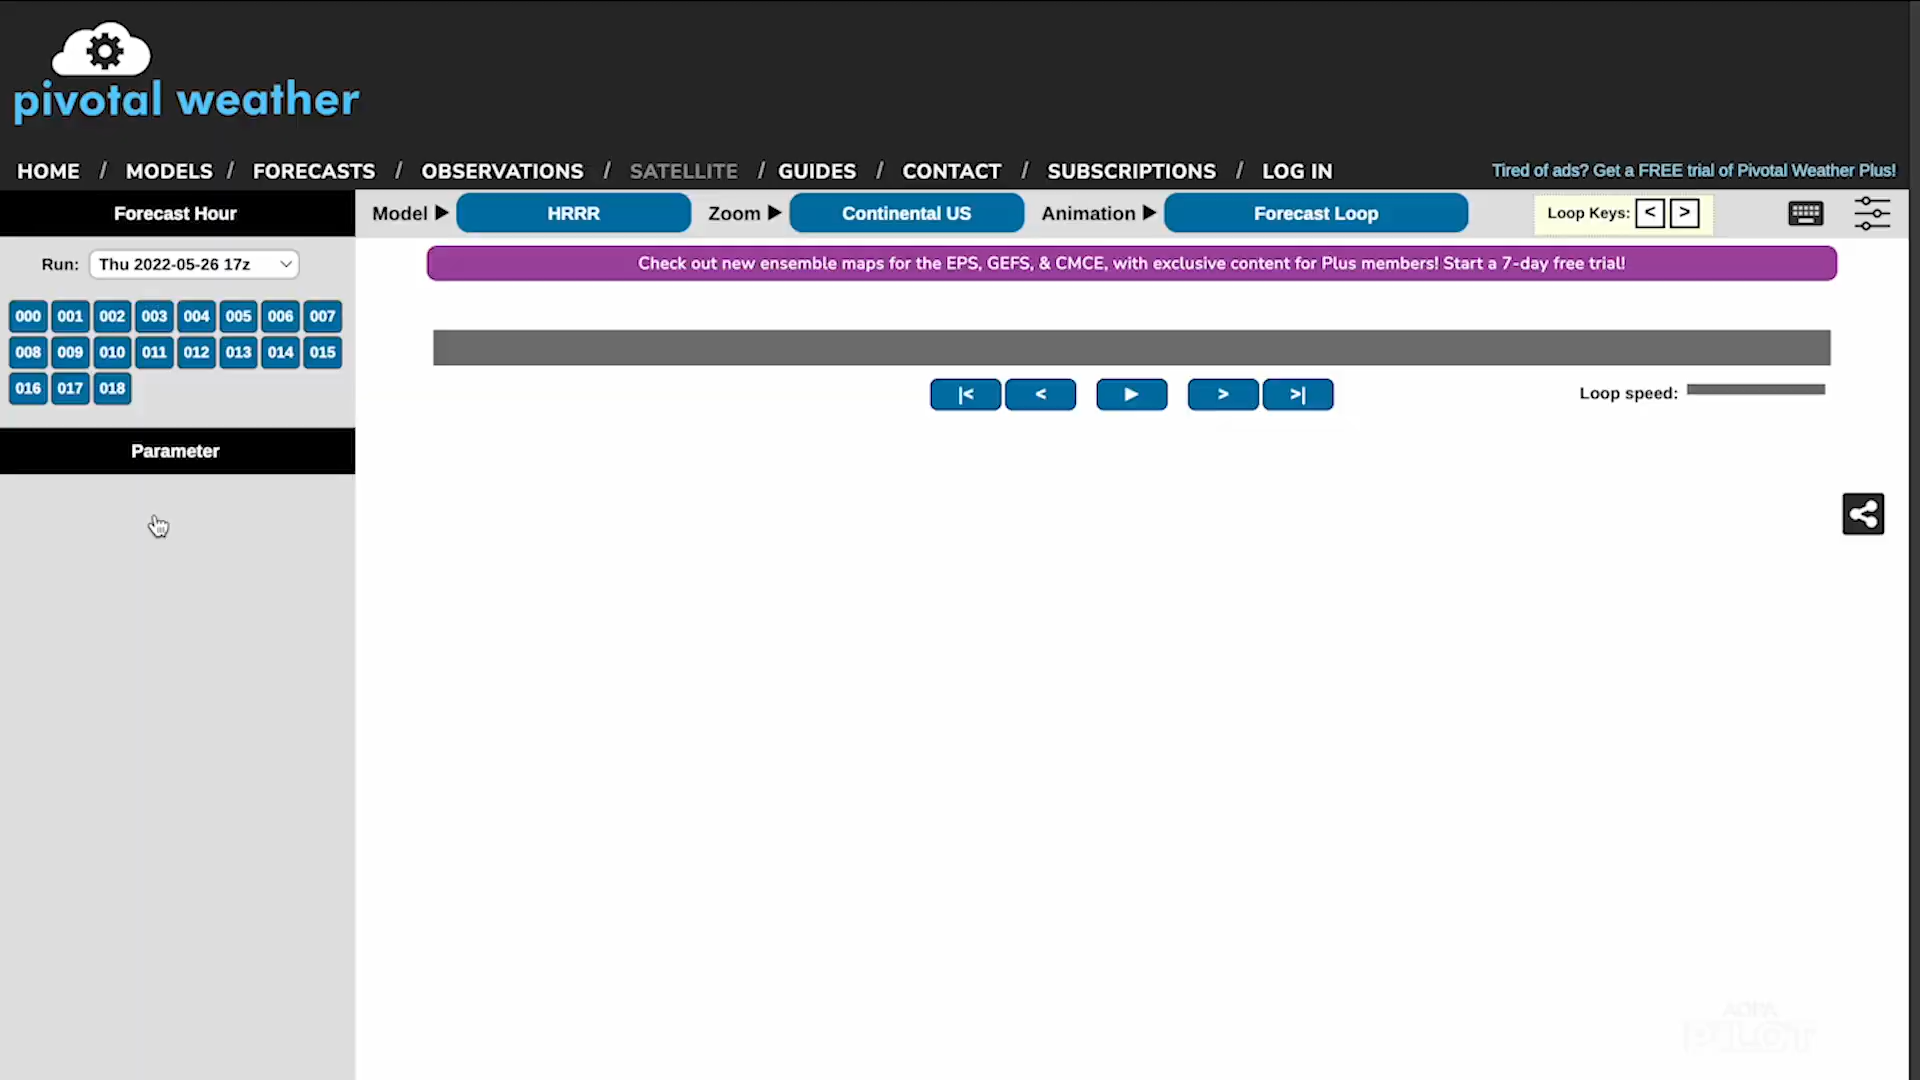 pivotal weather
HOME / MODELS / FORECASTS / OBSERVATIONS / SATELLITE / GUIDES / CONTACT / SUBSCRIPTIONS / LOG IN
Tired of ads? Get a FREE trial of Pivotal Weather Plus!
Forecast Hour
Model ▶ HRRR Zoom ▶ Continental US Animation ▶ Forecast Loop
Loop Keys: < >
Run: Thu 2022-05-26 17z
Check out new ensemble maps for the EPS, GEFS, & CMCE, with exclusive content for Plus members! Start a 7-day free trial!
000 001 002 003 004 005 006 007
008 009 010 011 012 013 014 015
016 017 018
|< < ▶ > >|
Loop speed:
Parameter
AOPA
PILOT